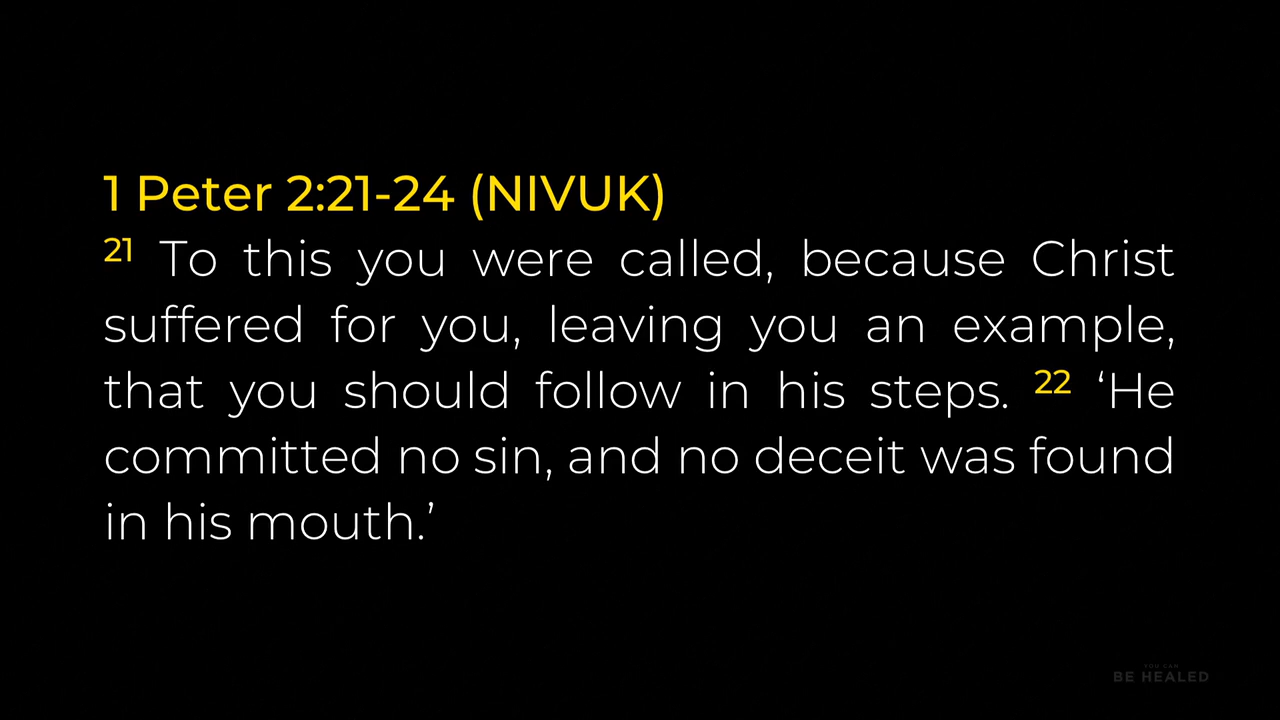 1 Peter 2:21-24 (NIVUK)
21 To this you were called, because Christ
suffered for you, leaving you an example,
that you should follow in his steps. 22 ‘He
committed no sin, and no deceit was found
in his mouth.’
YOU CAN
BE HEALED